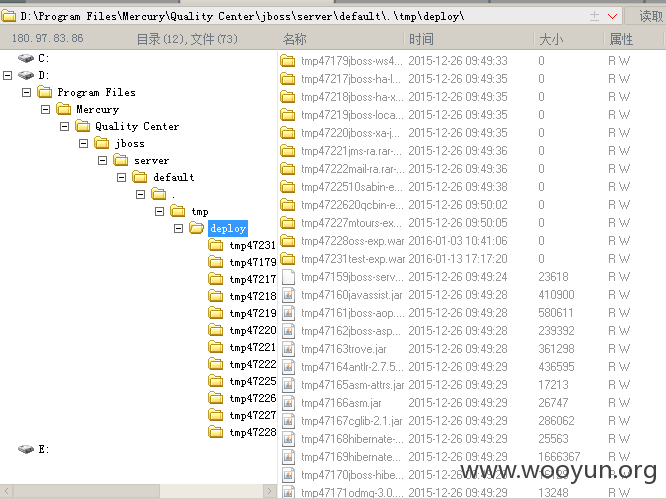 D:\Program Files\Mercury\Quality Center\jboss\server\default\.\tmp\deploy\ 读取
180.97.83.86 目录(12),文件(73) 名称 时间 大小 属性
C:
D:
Program Files
Mercury
Quality Center
jboss
server
default
.
tmp
deploy
tmp47231
tmp47179
tmp47217
tmp47218
tmp47219
tmp47220
tmp47221
tmp47222
tmp47225
tmp47226
tmp47227
tmp47228
E:
tmp47179jboss-ws4... 2015-12-26 09:49:33 0 R W
tmp47217jboss-ha-l... 2015-12-26 09:49:35 0 R W
tmp47218jboss-ha-x... 2015-12-26 09:49:35 0 R W
tmp47219jboss-loca... 2015-12-26 09:49:35 0 R W
tmp47220jboss-xa-j... 2015-12-26 09:49:35 0 R W
tmp47221jms-ra.rar-... 2015-12-26 09:49:36 0 R W
tmp47222mail-ra.rar-... 2015-12-26 09:49:36 0 R W
tmp4722510sabin-e... 2015-12-26 09:49:38 0 R W
tmp4722620qcbin-e... 2015-12-26 09:50:02 0 R W
tmp47227mtours-ex... 2015-12-26 09:50:05 0 R W
tmp47228oss-exp.war 2016-01-03 10:41:06 0 R W
tmp47231test-exp.war 2016-01-13 17:17:20 0 R W
tmp47159jboss-serv... 2015-12-26 09:49:24 23618 R W
tmp47160javassist.jar 2015-12-26 09:49:28 410900 R W
tmp47161jboss-aop.... 2015-12-26 09:49:28 580611 R W
tmp47162jboss-asp... 2015-12-26 09:49:28 239392 R W
tmp47163trove.jar 2015-12-26 09:49:28 361298 R W
tmp47164antlr-2.7.5... 2015-12-26 09:49:28 436595 R W
tmp47165asm-attrs.jar 2015-12-26 09:49:29 17213 R W
tmp47166asm.jar 2015-12-26 09:49:29 26747 R W
tmp47167cglib-2.1.jar 2015-12-26 09:49:29 286062 R W
tmp47168hibernate-... 2015-12-26 09:49:29 25563 R W
tmp47169hibernate... 2015-12-26 09:49:29 1666367 R W
tmp47170jboss-hibe... 2015-12-26 09:49:29
tmp47171odmg-3.0... 2015-12-26 09:49:29 13248 R W
www.wooyun.org